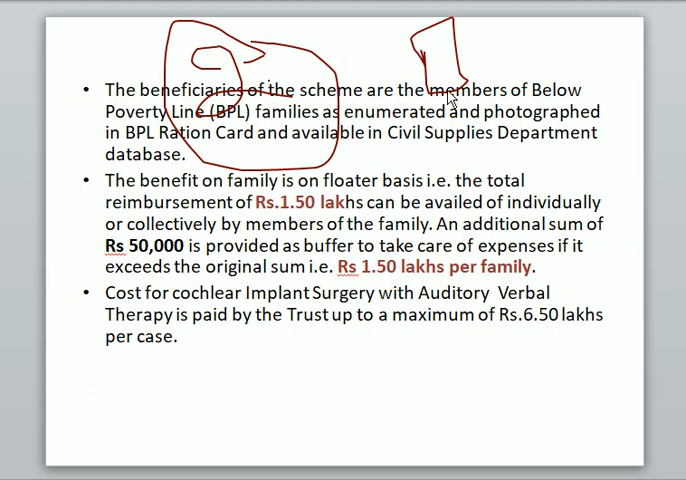 • The beneficiaries of the scheme are the members of Below
Poverty Line (BPL) families as enumerated and photographed
in BPL Ration Card and available in Civil Supplies Department
database.
• The benefit on family is on floater basis i.e. the total
reimbursement of Rs.1.50 lakhs can be availed of individually
or collectively by members of the family. An additional sum of
Rs 50,000 is provided as buffer to take care of expenses if it
exceeds the original sum i.e. Rs 1.50 lakhs per family.
• Cost for cochlear Implant Surgery with Auditory Verbal
Therapy is paid by the Trust up to a maximum of Rs.6.50 lakhs
per case.